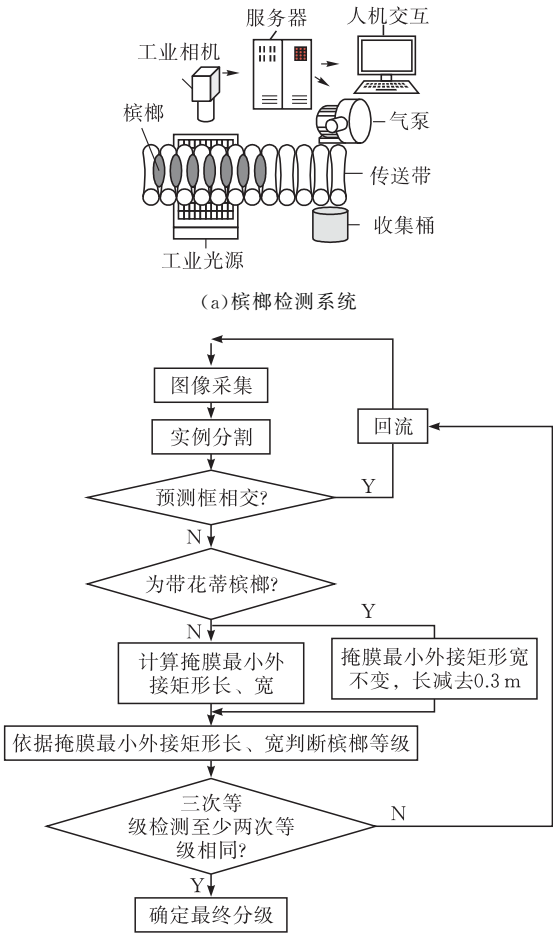 服务器
人机交互
工业相机
槟榔
气泵
传送带
收集桶
工业光源
(a)槟榔检测系统
图像采集
实例分割
回流
预测框相交?
Y
N
为带花蒂槟榔?
Y
N
计算掩膜最小外
接矩形长、宽
掩膜最小外接矩形宽
不变，长减去0.3 m
依据掩膜最小外接矩形长、宽判断槟榔等级
三次等
级检测至少两次等
级相同?
N
Y
确定最终分级